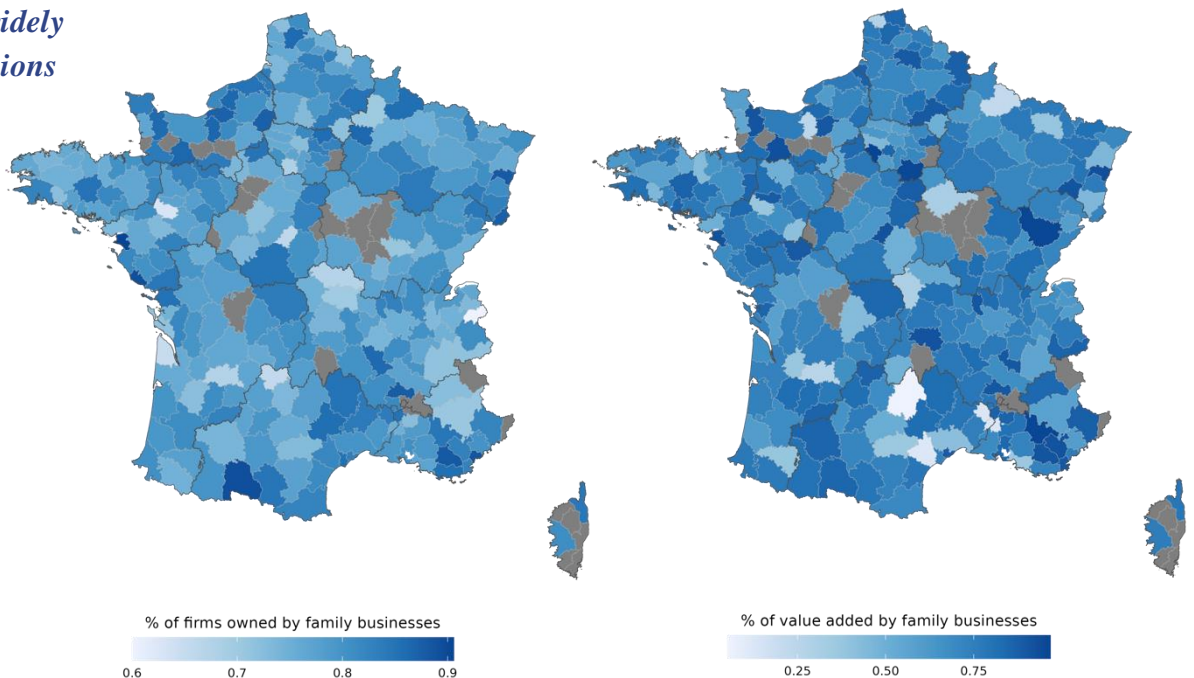 idely
ions
% of firms owned by family businesses
0.6 0.7 0.8 0.9
% of value added by family businesses
0.25 0.50 0.75